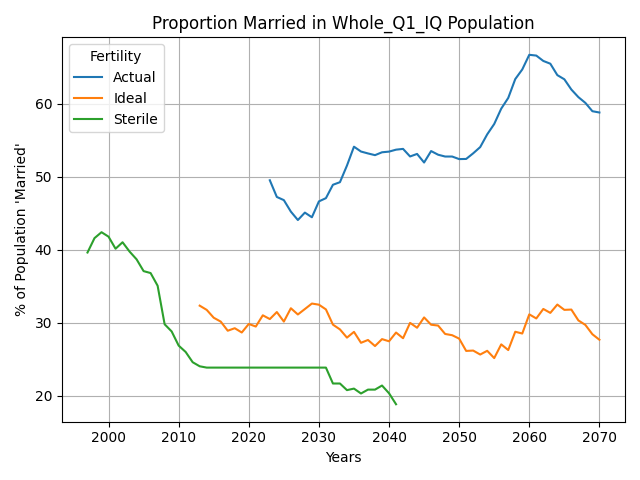 Proportion Married in Whole_Q1_IQ Population
Fertility
Actual
Ideal
Sterile
% of Population 'Married'
60
50
40
30
20
2000 2010 2020 2030 2040 2050 2060 2070
Years